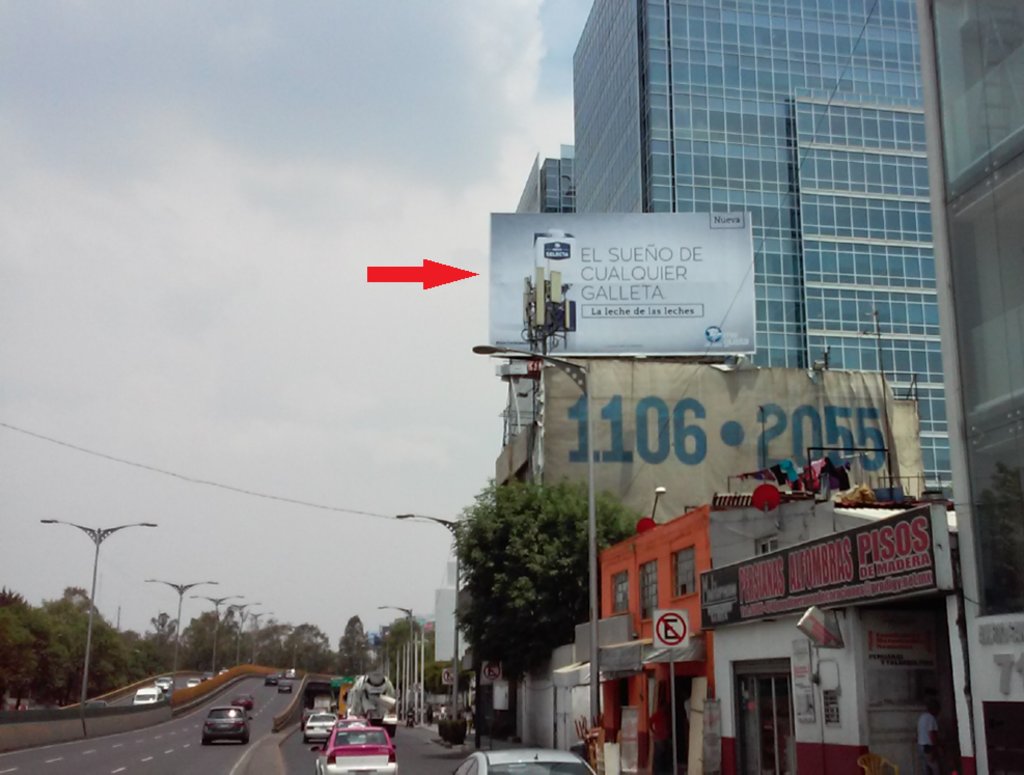 Nueva
SELECTA
EL SUEÑO DE
CUALQUIER
GALLETA.
La leche de las leches
1106 • 2055
PERSIANAS ALFOMBRAS PISOS
DE MADERA
E